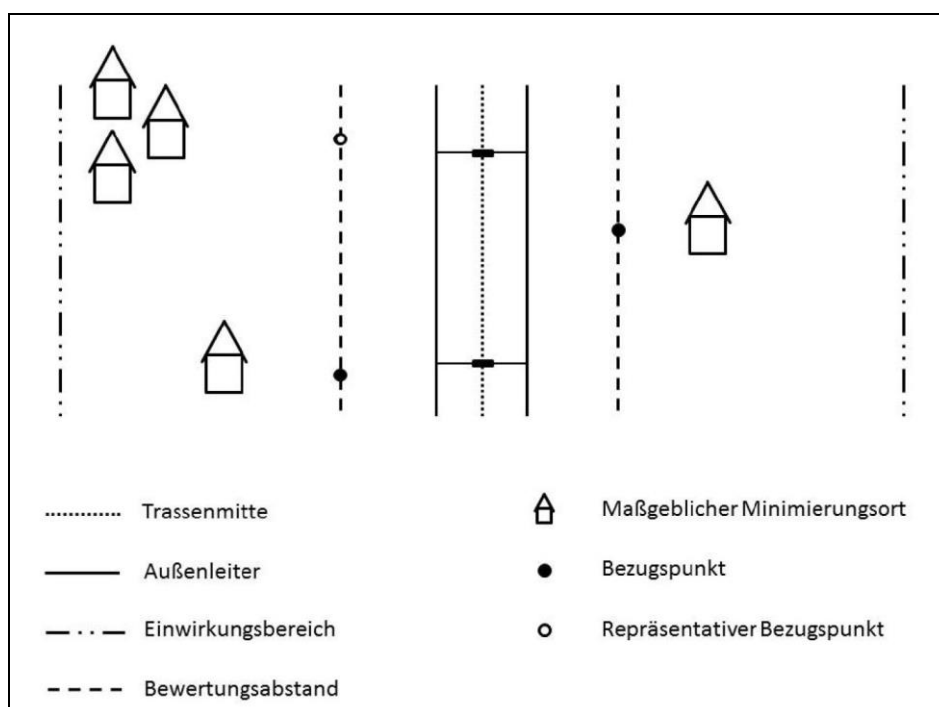 Trassenmitte
Außenleiter
Einwirkungsbereich
Bewertungsabstand
Maßgeblicher Minimierungsort
Bezugspunkt
Repräsentativer Bezugspunkt